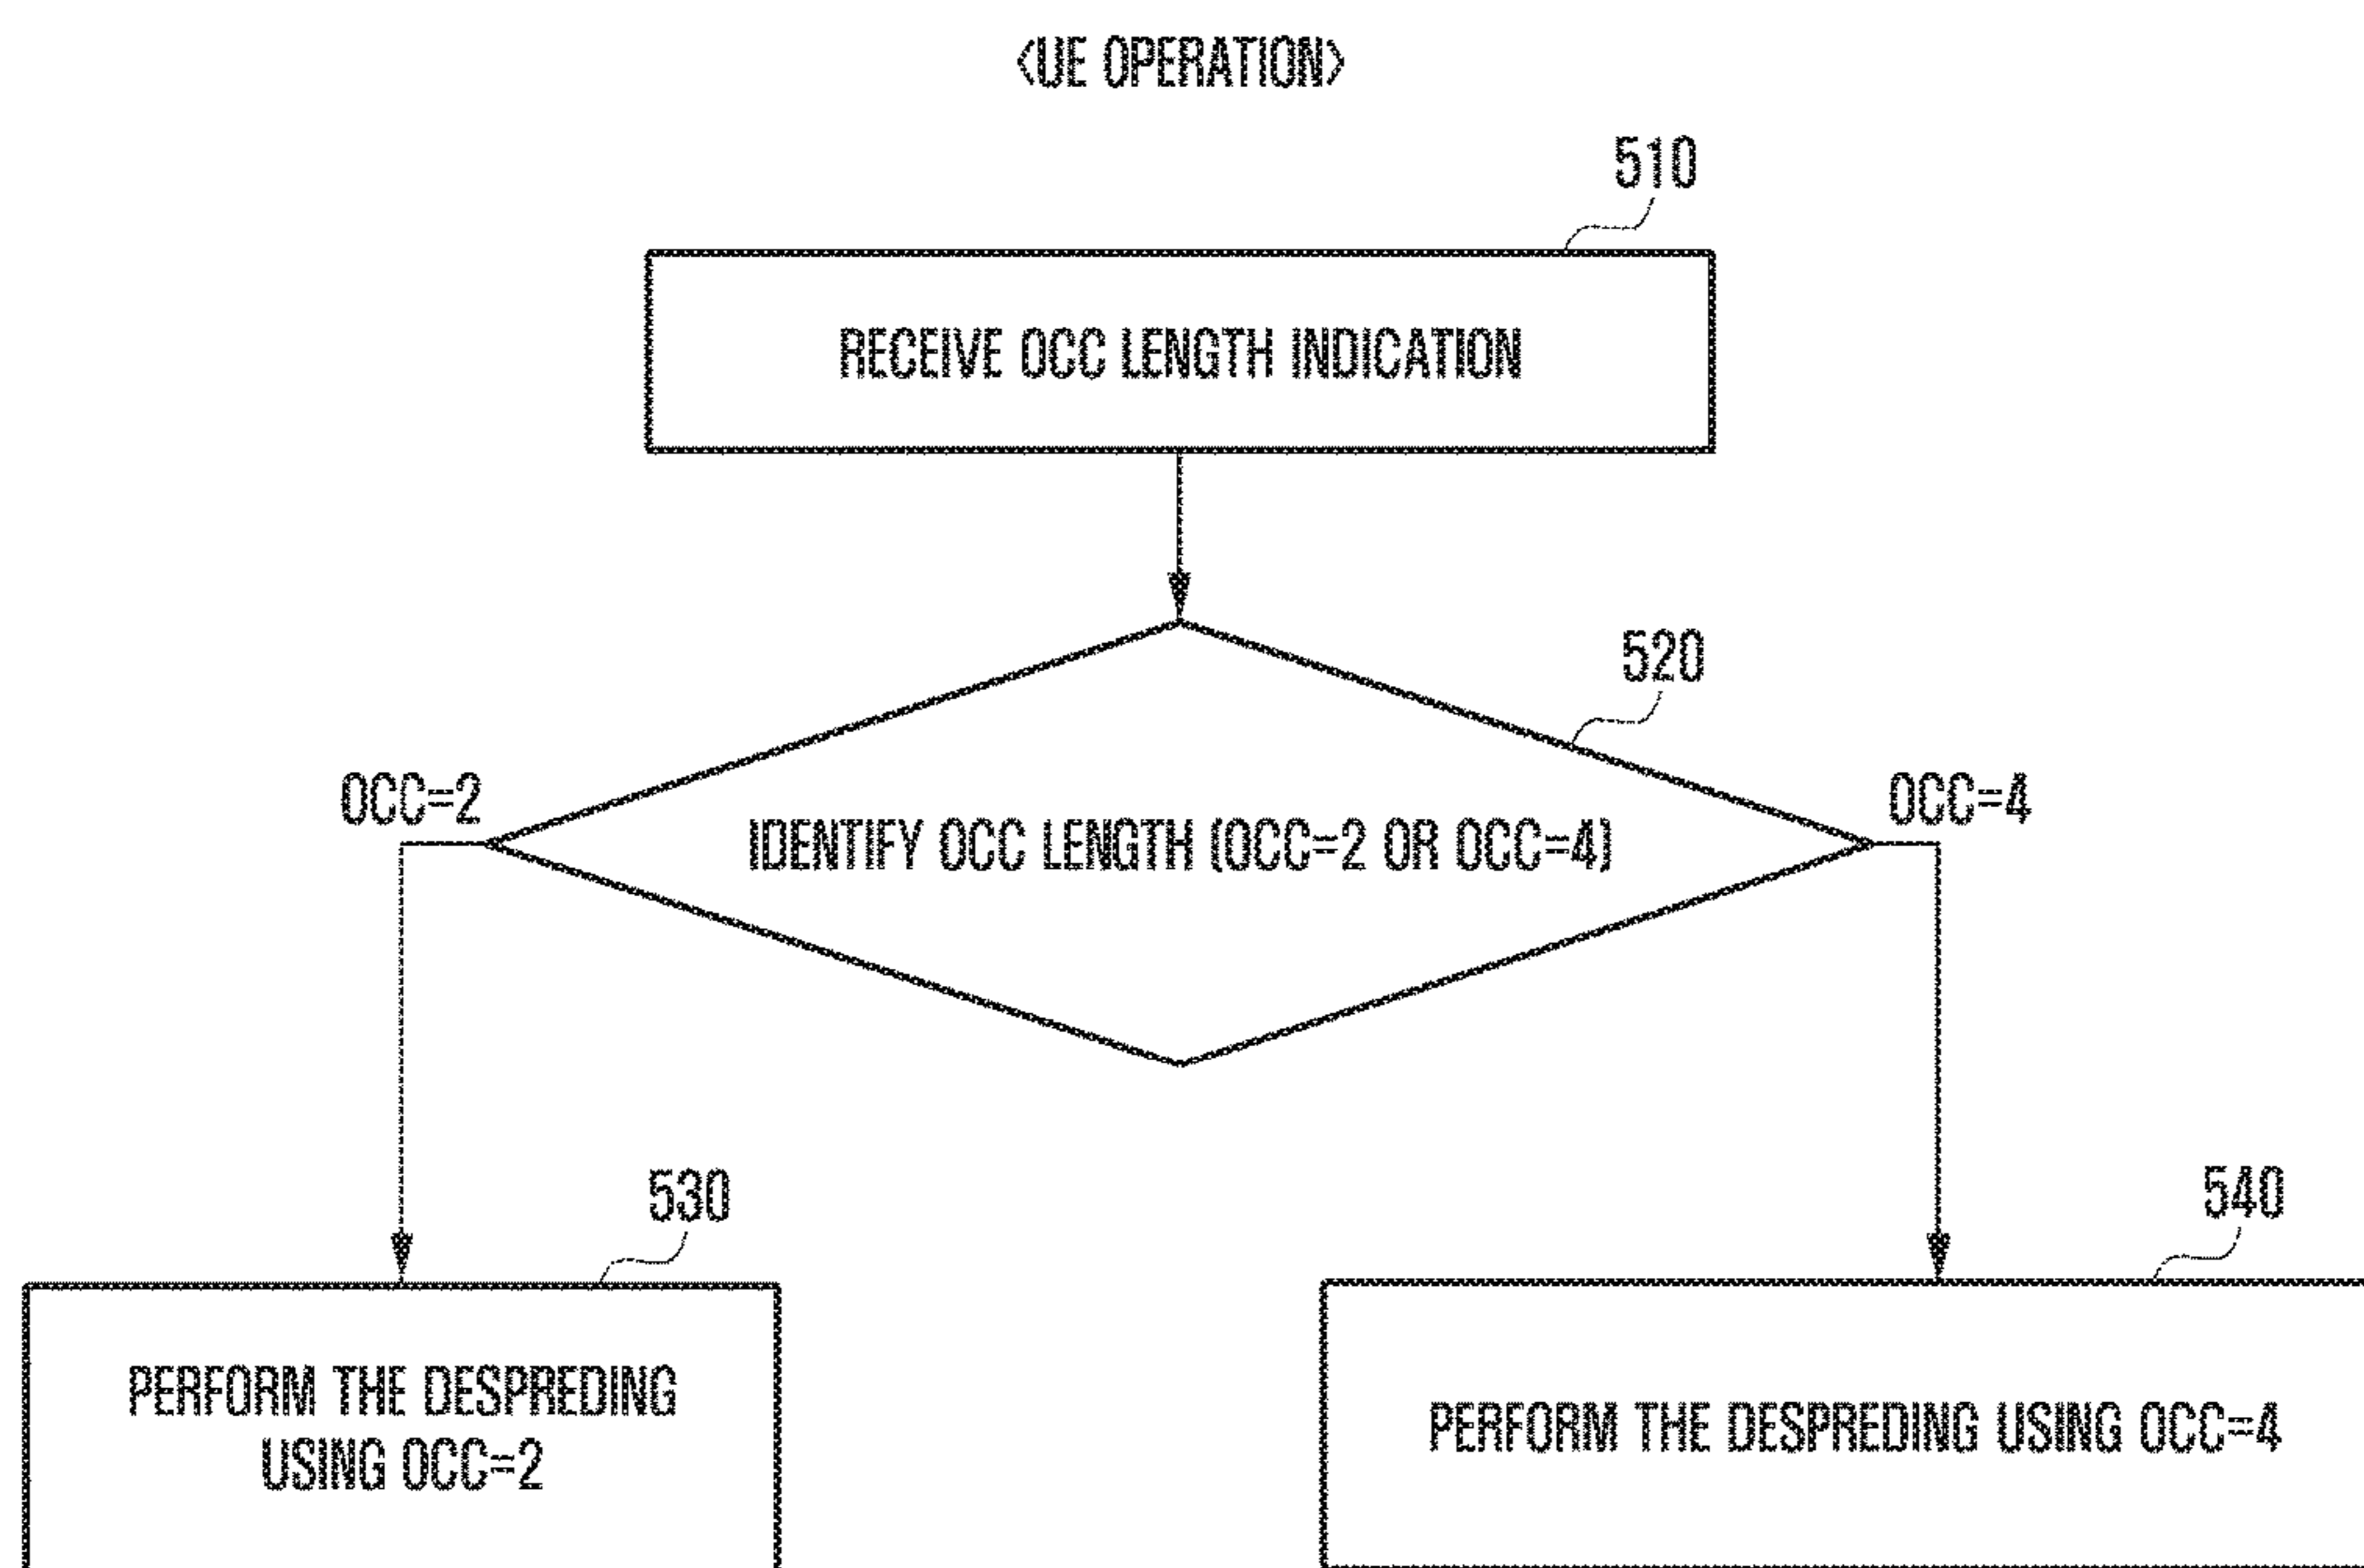 <UE OPERATION>
510
RECEIVE OCC LENGTH INDICATION
520
OCC=2
OCC=4
IDENTIFY OCC LENGTH (OCC=2 OR OCC=4)
530
540
PERFORM THE DESPREDING
USING OCC=2
PERFORM THE DESPREDING USING OCC=4